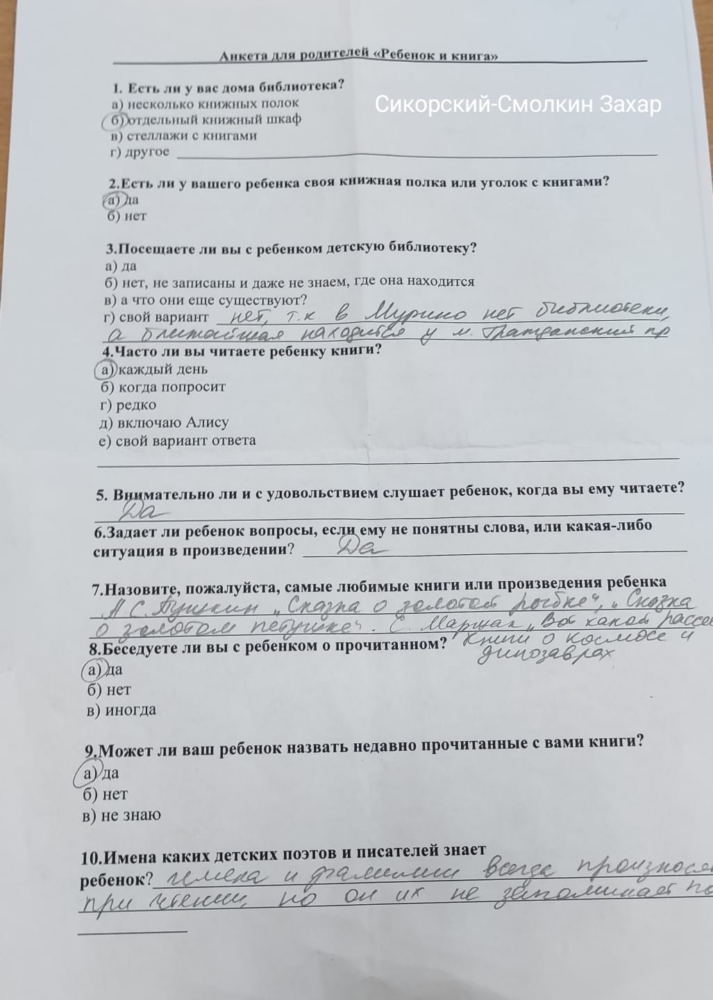 Анкета для родителей «Ребенок и книга»
1. Есть ли у вас дома библиотека?
Сикорский-Смолкин Захар
а) несколько книжных полок
б) отдельный книжный шкаф
в) стеллажи с книгами
г) другое
2.Есть ли у вашего ребенка своя книжная полка или уголок с книгами?
а) да
б) нет
3.Посещаете ли вы с ребенком детскую библиотеку?
а) да
б) нет, не записаны и даже не знаем, где она находится
в) а что они еще существуют?
г) свой вариант нет, т.к в Мурино нет библиотеки,
а ближайшая находится у м. Гражданский пр
4.Часто ли вы читаете ребенку книги?
а) каждый день
б) когда попросит
г) редко
д) включаю Алису
е) свой вариант ответа
5. Внимательно ли и с удовольствием слушает ребенок, когда вы ему читаете?
Да
6.Задает ли ребенок вопросы, если ему не понятны слова, или какая-либо
ситуация в произведении? Да
7.Назовите, пожалуйста, самые любимые книги или произведения ребенка
А.С.Пушкин „Сказка о золотой рыбке“, „Сказка
о золотом петушке“. С. Маршак „Вот какой рассе
8.Беседуете ли вы с ребенком о прочитанном? Книги о космосе и
динозаврах
а) да
б) нет
в) иногда
9.Может ли ваш ребенок назвать недавно прочитанные с вами книги?
а) да
б) нет
в) не знаю
10.Имена каких детских поэтов и писателей знает
ребенок? имена и фамилии всегда произнося
при чтении, но он их не запоминает по